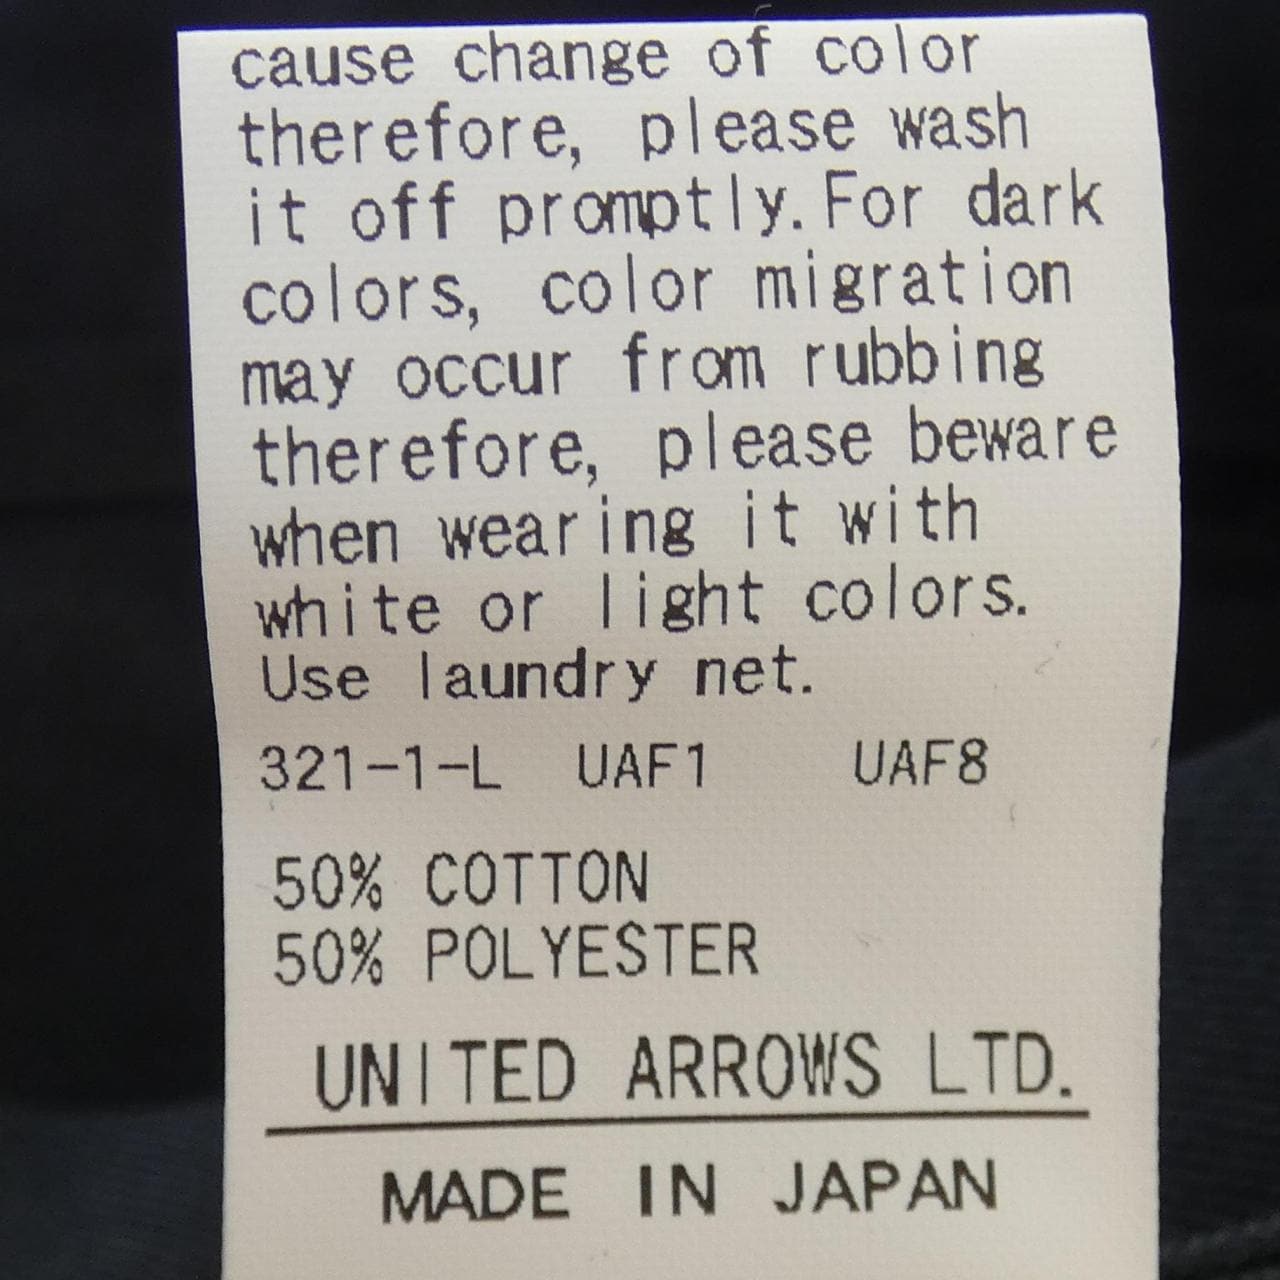 cause change of color
therefore, please wash
it off promptly. For dark
colors, color migration
may occur from rubbing
therefore, please beware
when wearing it with
white or light colors.
Use laundry net.
321-1-L UAF1 UAF8
50% COTTON
50% POLYESTER
UNITED ARROWS LTD.
MADE IN JAPAN